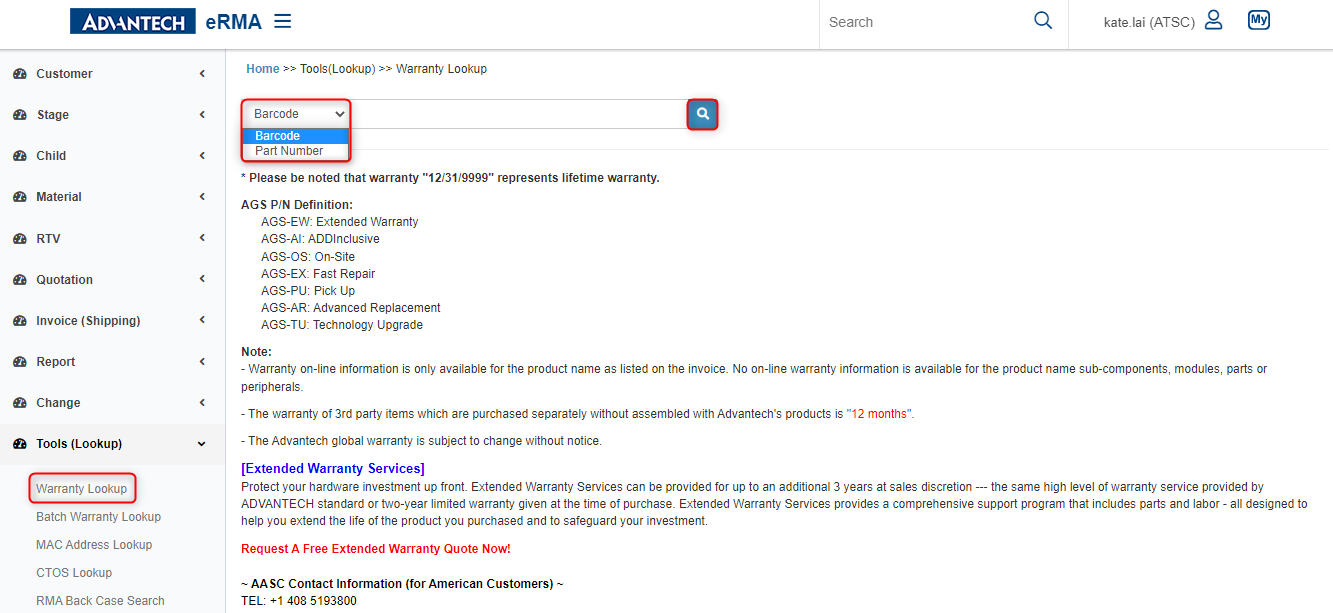 ADVANTECH eRMA
Search
kate.lai (ATSC)
My
Customer
Stage
Child
Material
RTV
Quotation
Invoice (Shipping)
Report
Change
Tools (Lookup)
Warranty Lookup
Batch Warranty Lookup
MAC Address Lookup
CTOS Lookup
RMA Back Case Search
Home >> Tools(Lookup) >> Warranty Lookup
Barcode
Barcode
Part Number
* Please be noted that warranty "12/31/9999" represents lifetime warranty.
AGS P/N Definition:
AGS-EW: Extended Warranty
AGS-AI: ADDInclusive
AGS-OS: On-Site
AGS-EX: Fast Repair
AGS-PU: Pick Up
AGS-AR: Advanced Replacement
AGS-TU: Technology Upgrade
Note:
- Warranty on-line information is only available for the product name as listed on the invoice. No on-line warranty information is available for the product name sub-components, modules, parts or
peripherals.
- The warranty of 3rd party items which are purchased separately without assembled with Advantech's products is "12 months".
- The Advantech global warranty is subject to change without notice.
[Extended Warranty Services]
Protect your hardware investment up front. Extended Warranty Services can be provided for up to an additional 3 years at sales discretion --- the same high level of warranty service provided by
ADVANTECH standard or two-year limited warranty given at the time of purchase. Extended Warranty Services provides a comprehensive support program that includes parts and labor - all designed to
help you extend the life of the product you purchased and to safeguard your investment.
Request A Free Extended Warranty Quote Now!
~ AASC Contact Information (for American Customers) ~
TEL: +1 408 5193800